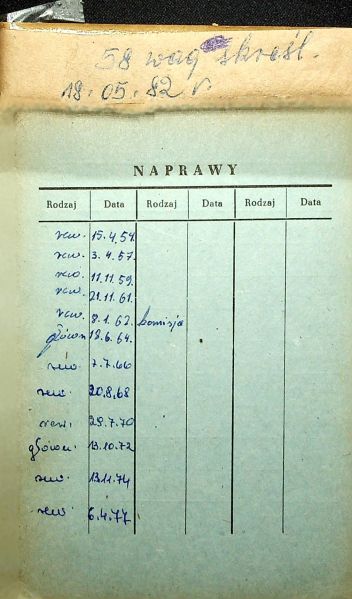 58 wag skreśl.
18.05.82 r.
NAPRAWY
Rodzaj Data Rodzaj Data Rodzaj Data
rew. 15.4.54.
rew. 3.4.57.
rew. 11.11.59.
rew. 21.11.61.
rew. 8.1.62. komisja
główn 18.6.64.
rew. 7.7.66
rew. 20.8.68
rew. 29.7.70
główn. 13.10.72
rew. 13.11.74
rew 6.4.77